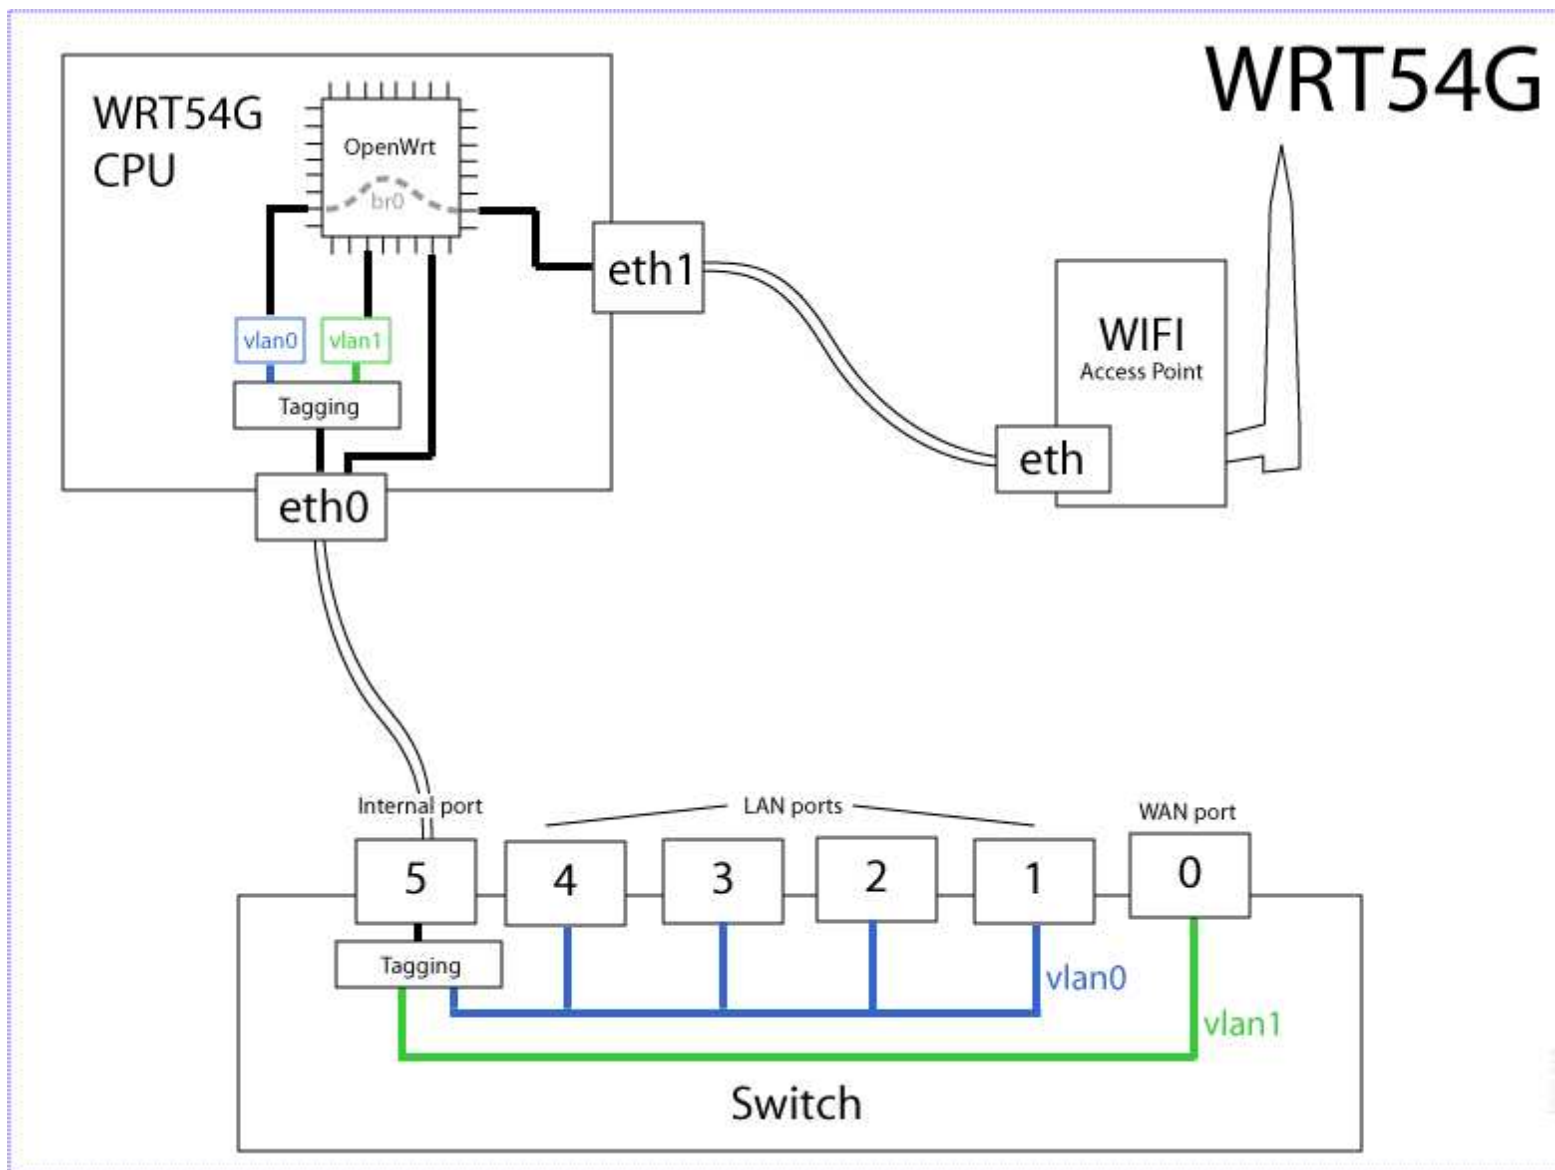 WRT54G
WRT54G
CPU
OpenWrt
br0
eth1
vlan0
vlan1
Tagging
eth0
WIFI
Access Point
eth
Internal port
LAN ports
WAN port
5
4
3
2
1
0
Tagging
vlan0
vlan1
Switch